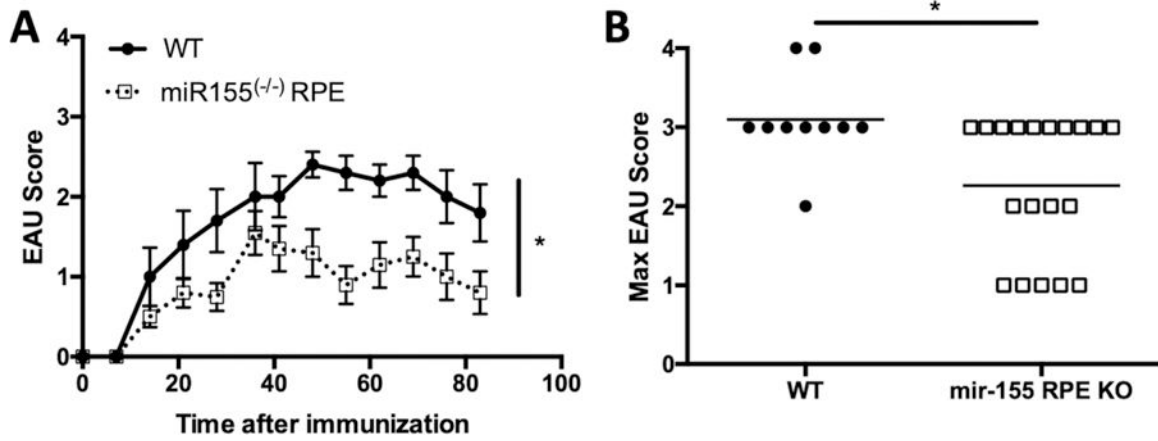 A
WT
miR155(-/-) RPE
EAU Score
4
3
2
1
0
*
0 20 40 60 80 100
Time after immunization
B
*
Max EAU Score
4
3
2
1
0
WT mir-155 RPE KO